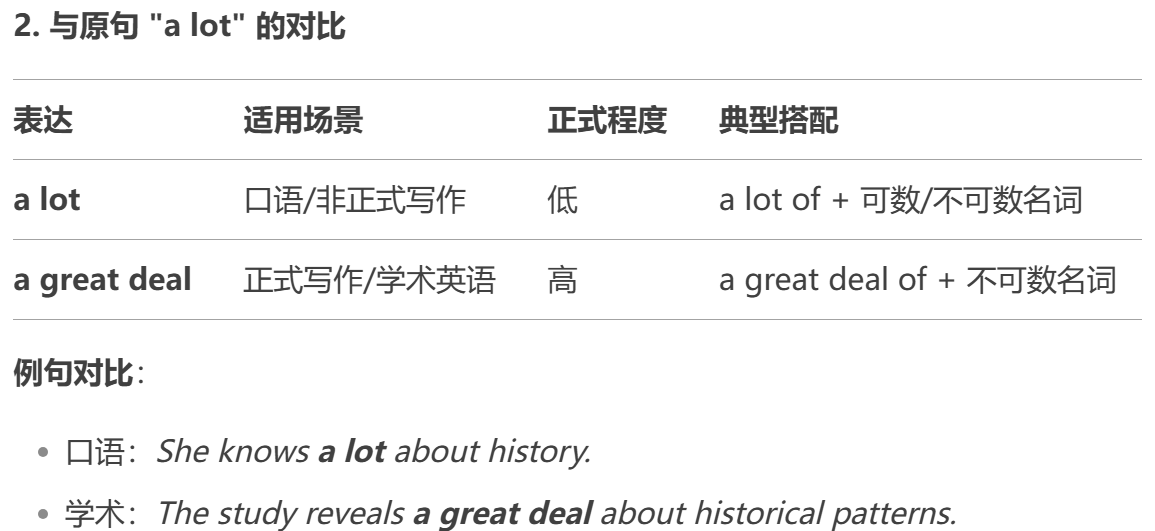 2. 与原句 "a lot" 的对比
表达 适用场景 正式程度 典型搭配
a lot 口语/非正式写作 低 a lot of + 可数/不可数名词
a great deal 正式写作/学术英语 高 a great deal of + 不可数名词
例句对比：
• 口语：She knows a lot about history.
• 学术：The study reveals a great deal about historical patterns.